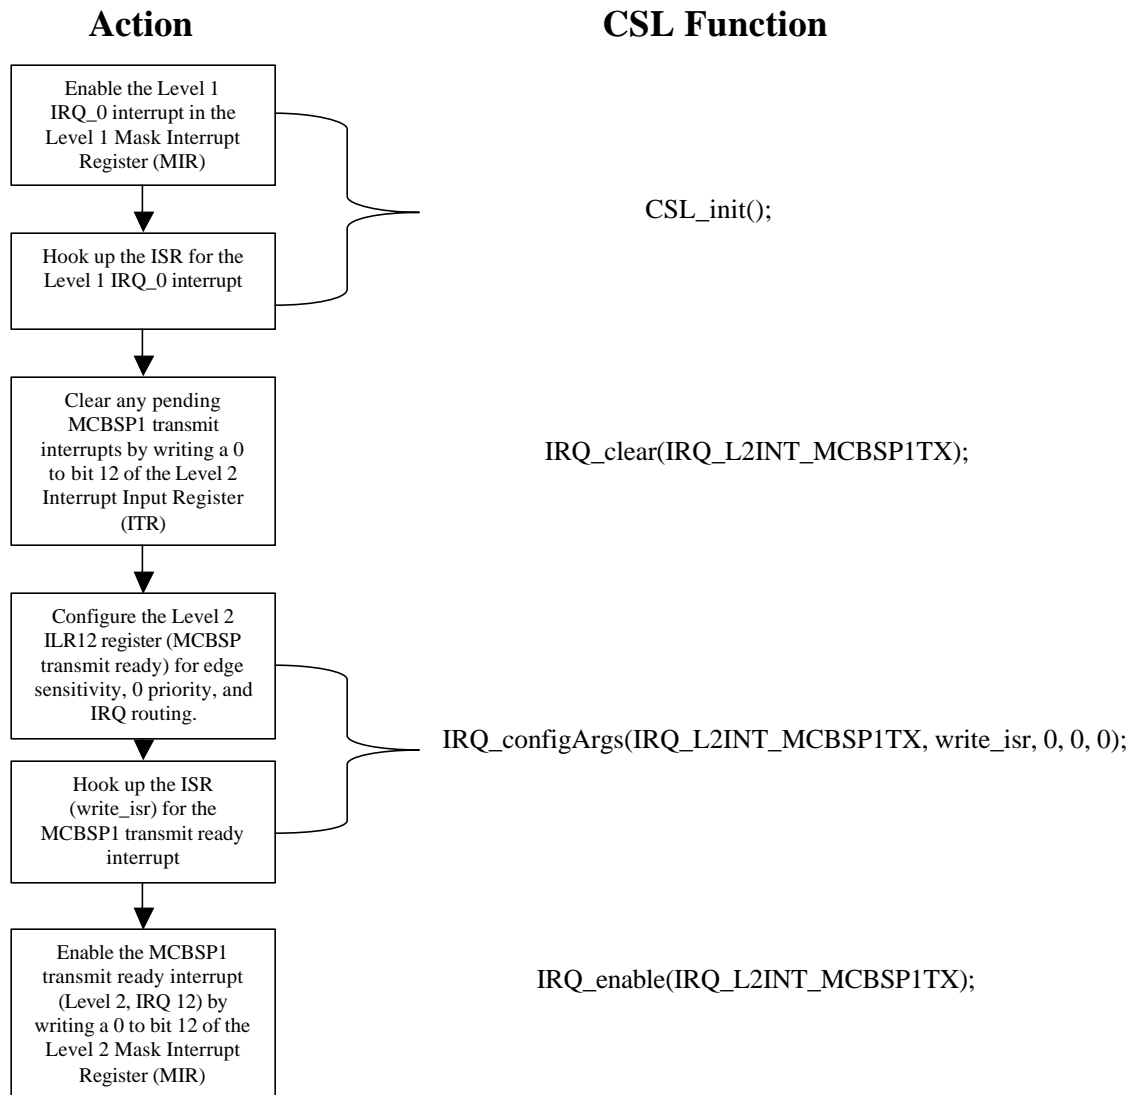 Action
CSL Function
Enable the Level 1
IRQ_0 interrupt in the
Level 1 Mask Interrupt
Register (MIR)
CSL_init();
Hook up the ISR for the
Level 1 IRQ_0 interrupt
Clear any pending
MCBSP1 transmit
interrupts by writing a 0
to bit 12 of the Level 2
Interrupt Input Register
(ITR)
IRQ_clear(IRQ_L2INT_MCBSP1TX);
Configure the Level 2
ILR12 register (MCBSP
transmit ready) for edge
sensitivity, 0 priority, and
IRQ routing.
IRQ_configArgs(IRQ_L2INT_MCBSP1TX, write_isr, 0, 0, 0);
Hook up the ISR
(write_isr) for the
MCBSP1 transmit ready
interrupt
Enable the MCBSP1
transmit ready interrupt
(Level 2, IRQ 12) by
writing a 0 to bit 12 of the
Level 2 Mask Interrupt
Register (MIR)
IRQ_enable(IRQ_L2INT_MCBSP1TX);